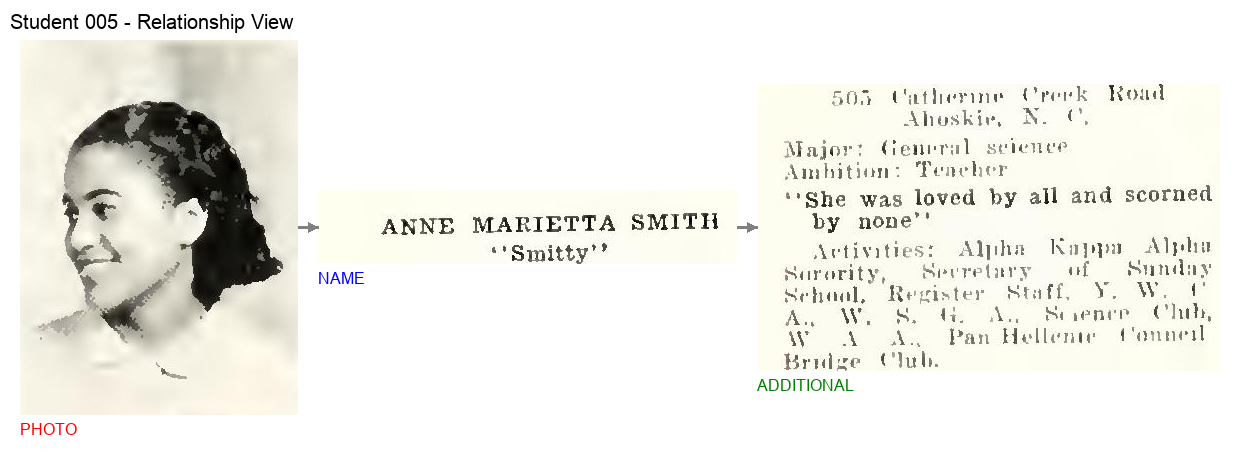 Student 005 - Relationship View
PHOTO
ANNE MARIETTA SMITH
"Smitty"
NAME
505 Catherine Creek Road
Ahoskie, N. C.
Major: General science
Ambition: Teacher
"She was loved by all and scorned
by none"
Activities: Alpha Kappa Alpha
Sorority, Secretary of Sunday
School, Register Staff, Y. W. C
A., W. S. G. A., Science Club,
W A A., Pan Hellenic Council
Bridge Club.
ADDITIONAL